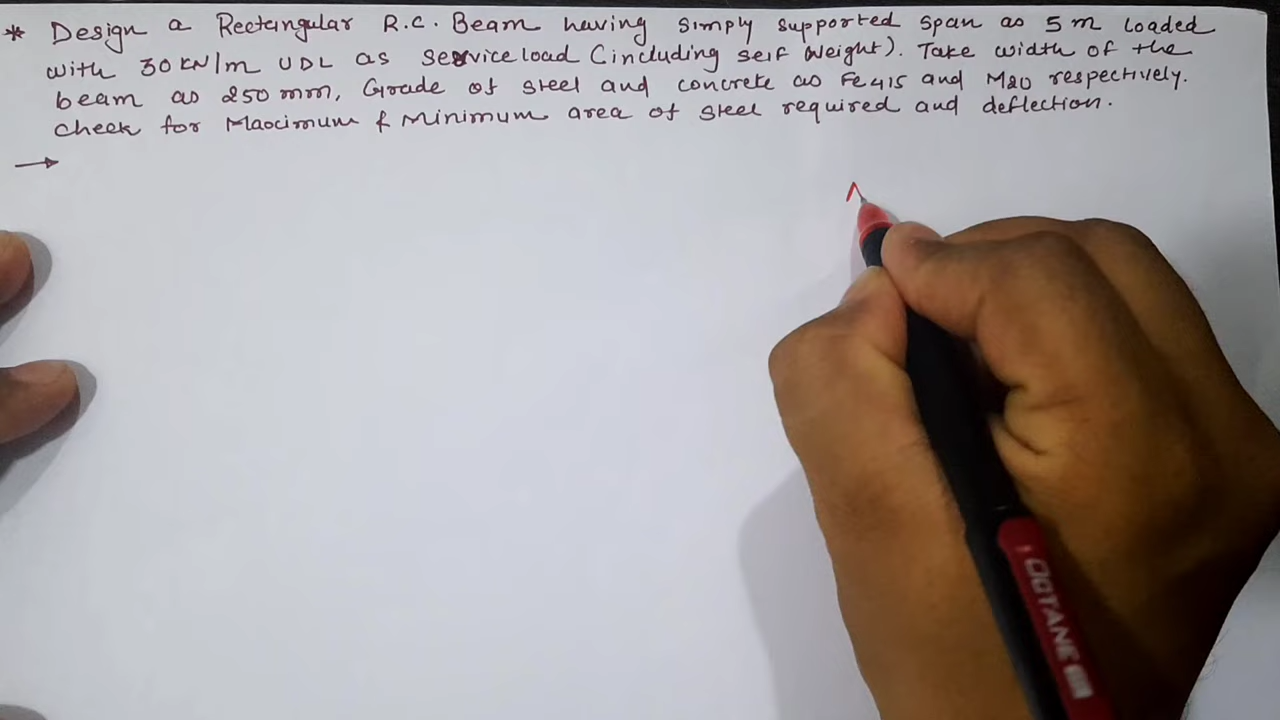 * Design a Rectangular R.C. Beam having simply supported span as 5 m loaded
with 30 KN/m UDL as service load (including self weight). Take width of the
beam as 250 mm, Grade of steel and concrete as Fe415 and M20 respectively.
Check for Maximum & Minimum area of steel required and deflection.
→
OCTANE